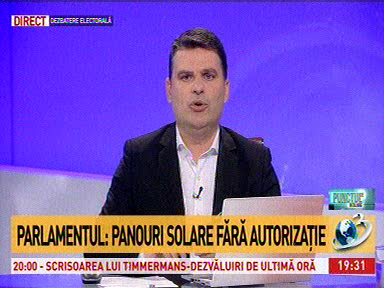 DIRECT DEZBATERE ELECTORALĂ
PUNCTUL
PARLAMENTUL: PANOURI SOLARE FĂRĂ AUTORIZAȚIE
20:00 - SCRISOAREA LUI TIMMERMANS-DEZVĂLUIRI DE ULTIMĂ ORĂ 19:31